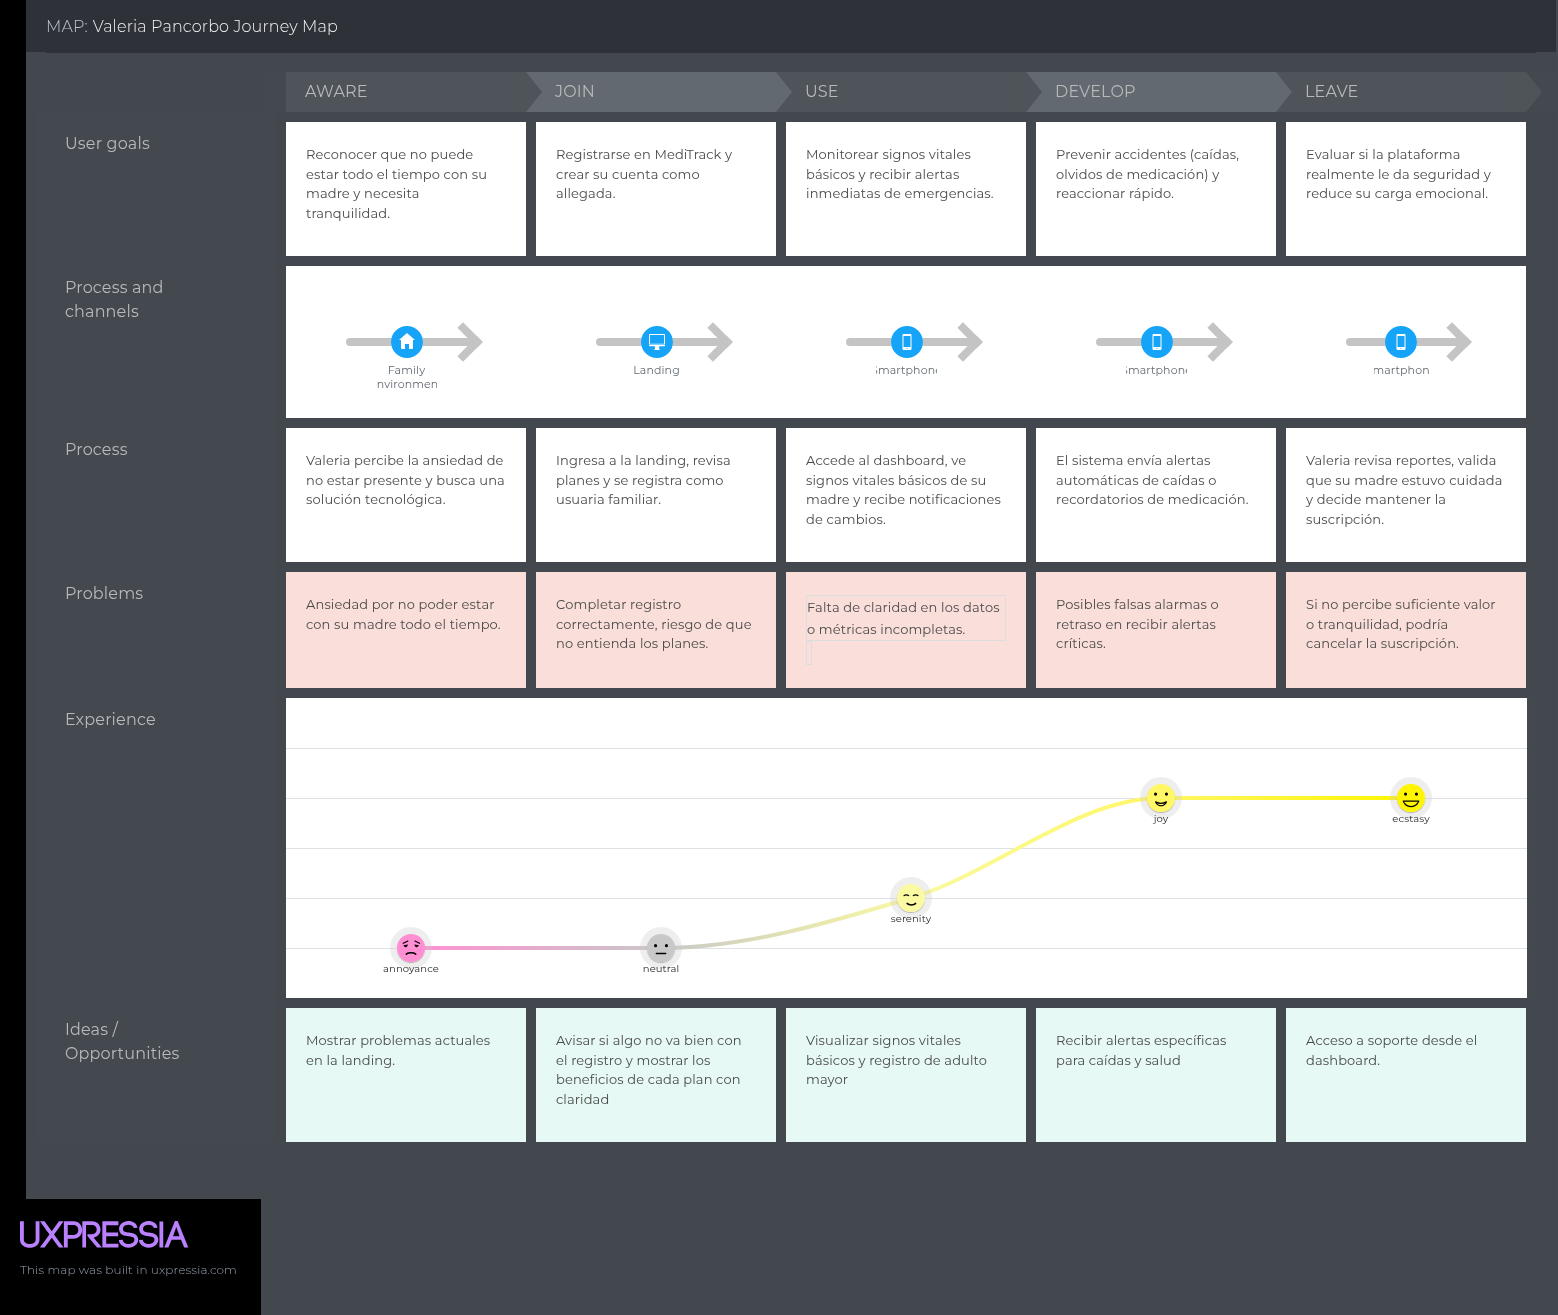 MAP: Valeria Pancorbo Journey Map
AWARE
JOIN
USE
DEVELOP
LEAVE
User goals
Reconocer que no puede
estar todo el tiempo con su
madre y necesita
tranquilidad.
Registrarse en MediTrack y
crear su cuenta como
allegada.
Monitorear signos vitales
básicos y recibir alertas
inmediatas de emergencias.
Prevenir accidentes (caídas,
olvidos de medicación) y
reaccionar rápido.
Evaluar si la plataforma
realmente le da seguridad y
reduce su carga emocional.
Process and
channels
Family
nvironmen
Landing
martphone
martphone
martphon
Process
Valeria percibe la ansiedad de
no estar presente y busca una
solución tecnológica.
Ingresa a la landing, revisa
planes y se registra como
usuaria familiar.
Accede al dashboard, ve
signos vitales básicos de su
madre y recibe notificaciones
de cambios.
El sistema envía alertas
automáticas de caídas o
recordatorios de medicación.
Valeria revisa reportes, valida
que su madre estuvo cuidada
y decide mantener la
suscripción.
Problems
Ansiedad por no poder estar
con su madre todo el tiempo.
Completar registro
correctamente, riesgo de que
no entienda los planes.
Falta de claridad en los datos
o métricas incompletas.
Posibles falsas alarmas o
retraso en recibir alertas
críticas.
Si no percibe suficiente valor
o tranquilidad, podría
cancelar la suscripción.
Experience
annoyance
neutral
serenity
joy
ecstasy
Ideas /
Opportunities
Mostrar problemas actuales
en la landing.
Avisar si algo no va bien con
el registro y mostrar los
beneficios de cada plan con
claridad
Visualizar signos vitales
básicos y registro de adulto
mayor
Recibir alertas específicas
para caídas y salud
Acceso a soporte desde el
dashboard.
UXPRESSIA
This map was built in uxpressia.com